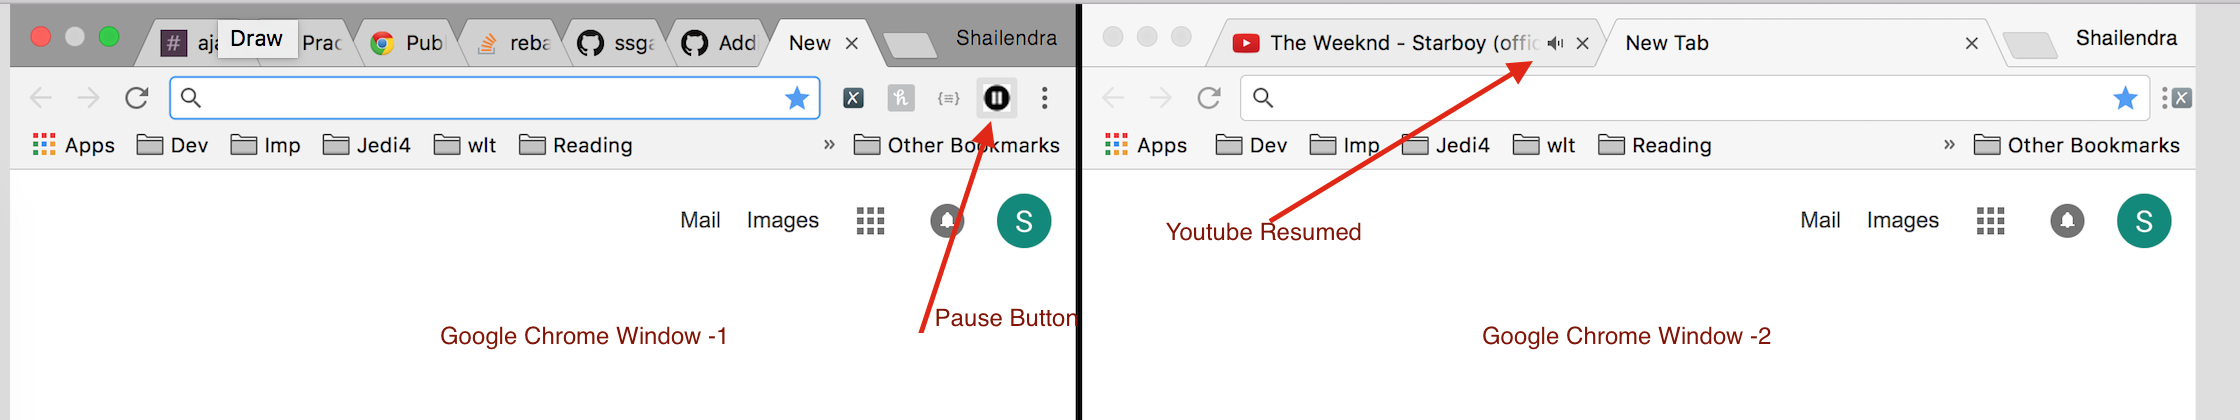 # aja Draw Prac Publ reba ssga Add New Shailendra
X h {≡}
Apps Dev Imp Jedi4 wlt Reading » Other Bookmarks
Mail Images S
Pause Button
Google Chrome Window -1
The Weeknd - Starboy (offic New Tab Shailendra
X
Apps Dev Imp Jedi4 wlt Reading » Other Bookmarks
Mail Images S
Youtube Resumed
Google Chrome Window -2